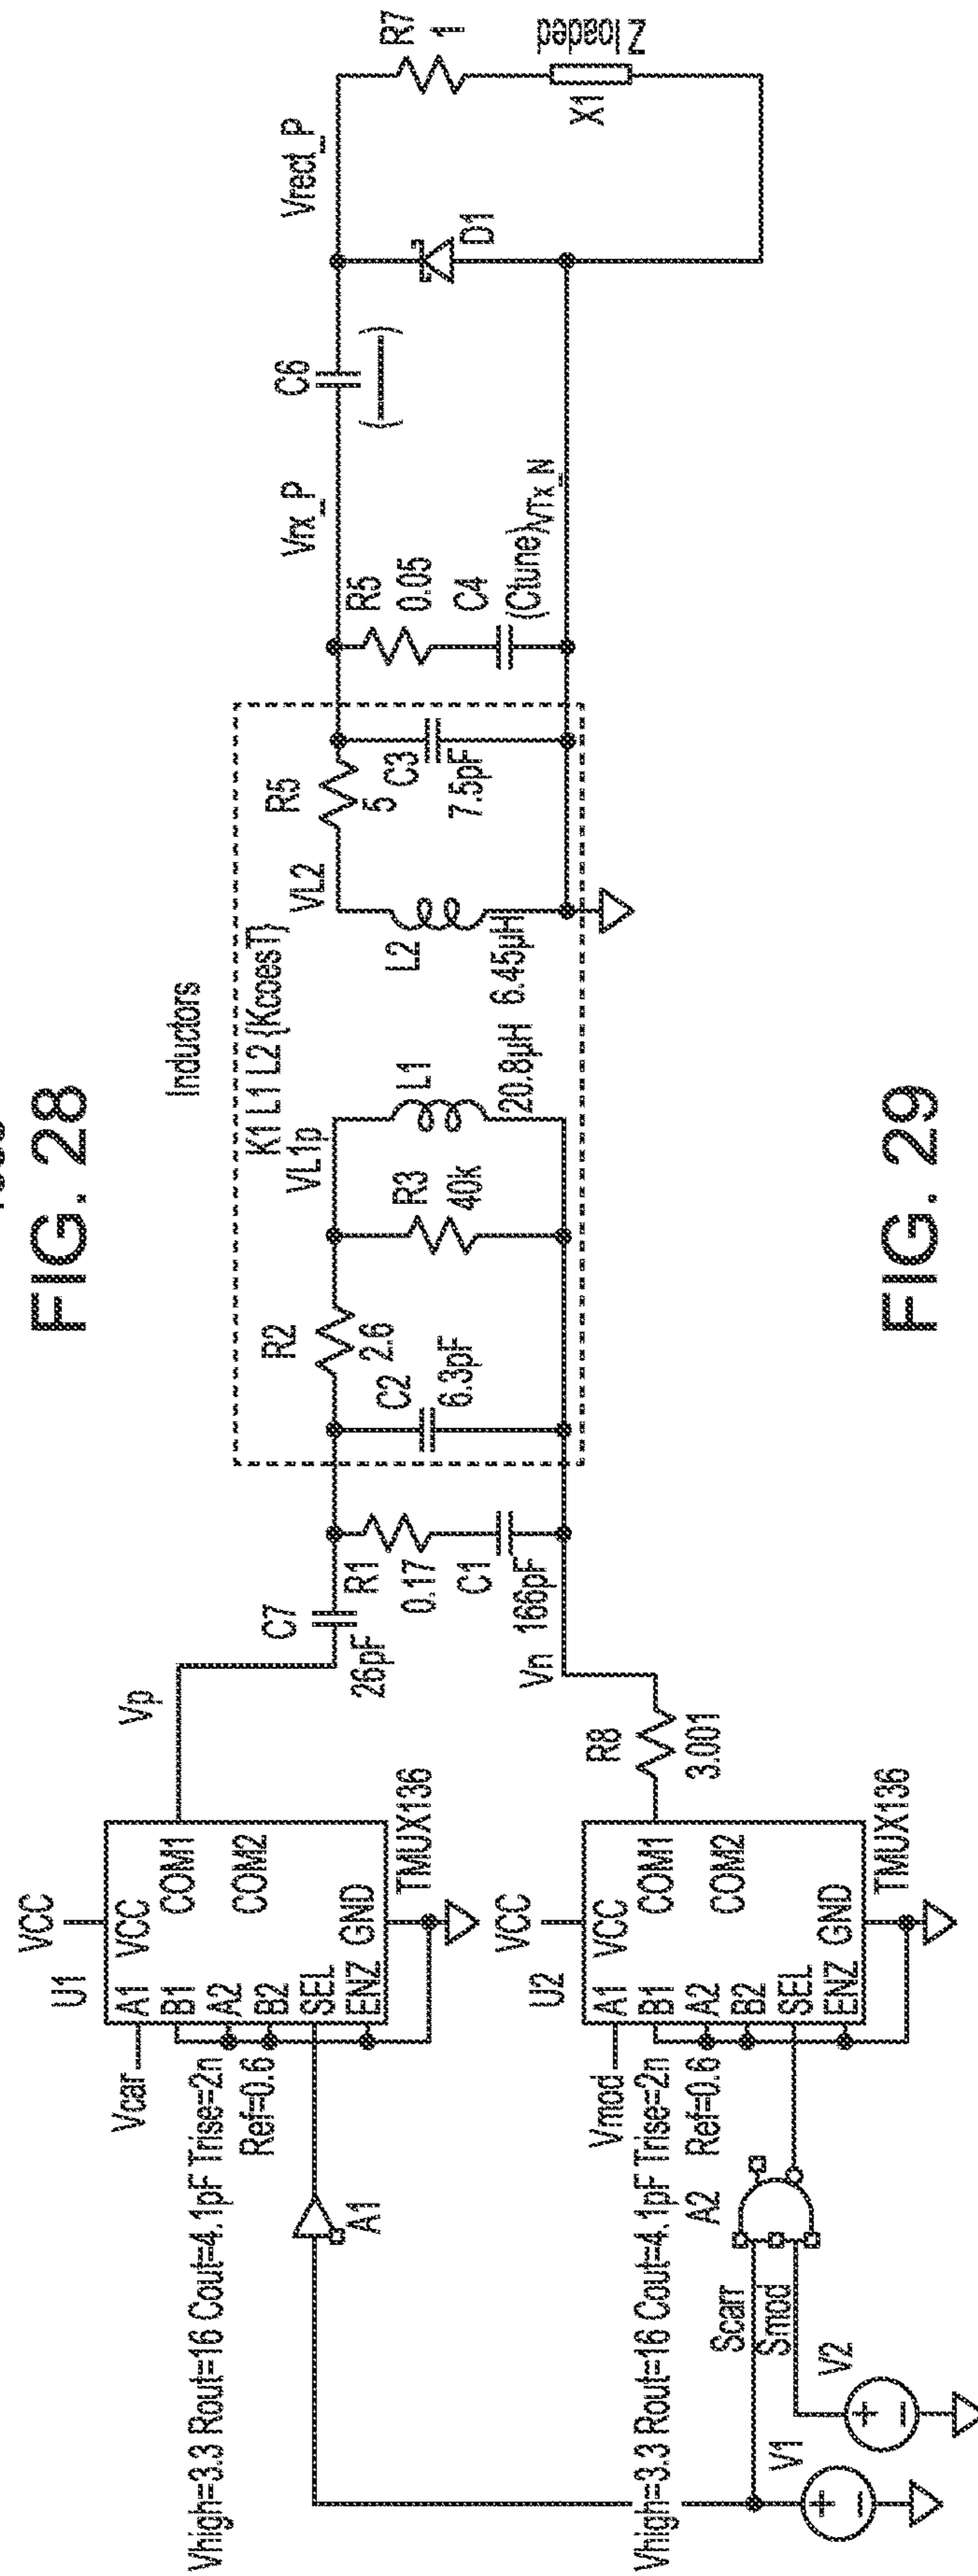 FIG. 28
Inductors
K1 L1 L2 {KcoesT}
VCC
U1
Vcar
A1 VCC
B1 COM1
A2
B2 COM2
SEL
ENZ GND
TMUX136
Vhigh=3.3 Rout=16 Cout=4.1pF Trise=2n
Ref=0.6
A1
Vp
C7
26pF
R1
0.17
C1
166pF
Vn
R2
2.6
C2
6.3pF
VL1p
R3
40k
L1
20.8µH
VL2
L2
6.45µH
R5
5
C3
7.5pF
Vrx_P
R5
0.05
C4
(Ctune)
VTx_N
C6
( )
Vrect_P
D1
R7
1
X1
Z loaded
VCC
U2
Vmod
A1 VCC
B1 COM1
A2
B2 COM2
SEL
ENZ GND
TMUX136
R8
3.001
Vhigh=3.3 Rout=16 Cout=4.1pF Trise=2n
A2 Ref=0.6
Scarr
Smod
V1
V2
FIG. 29